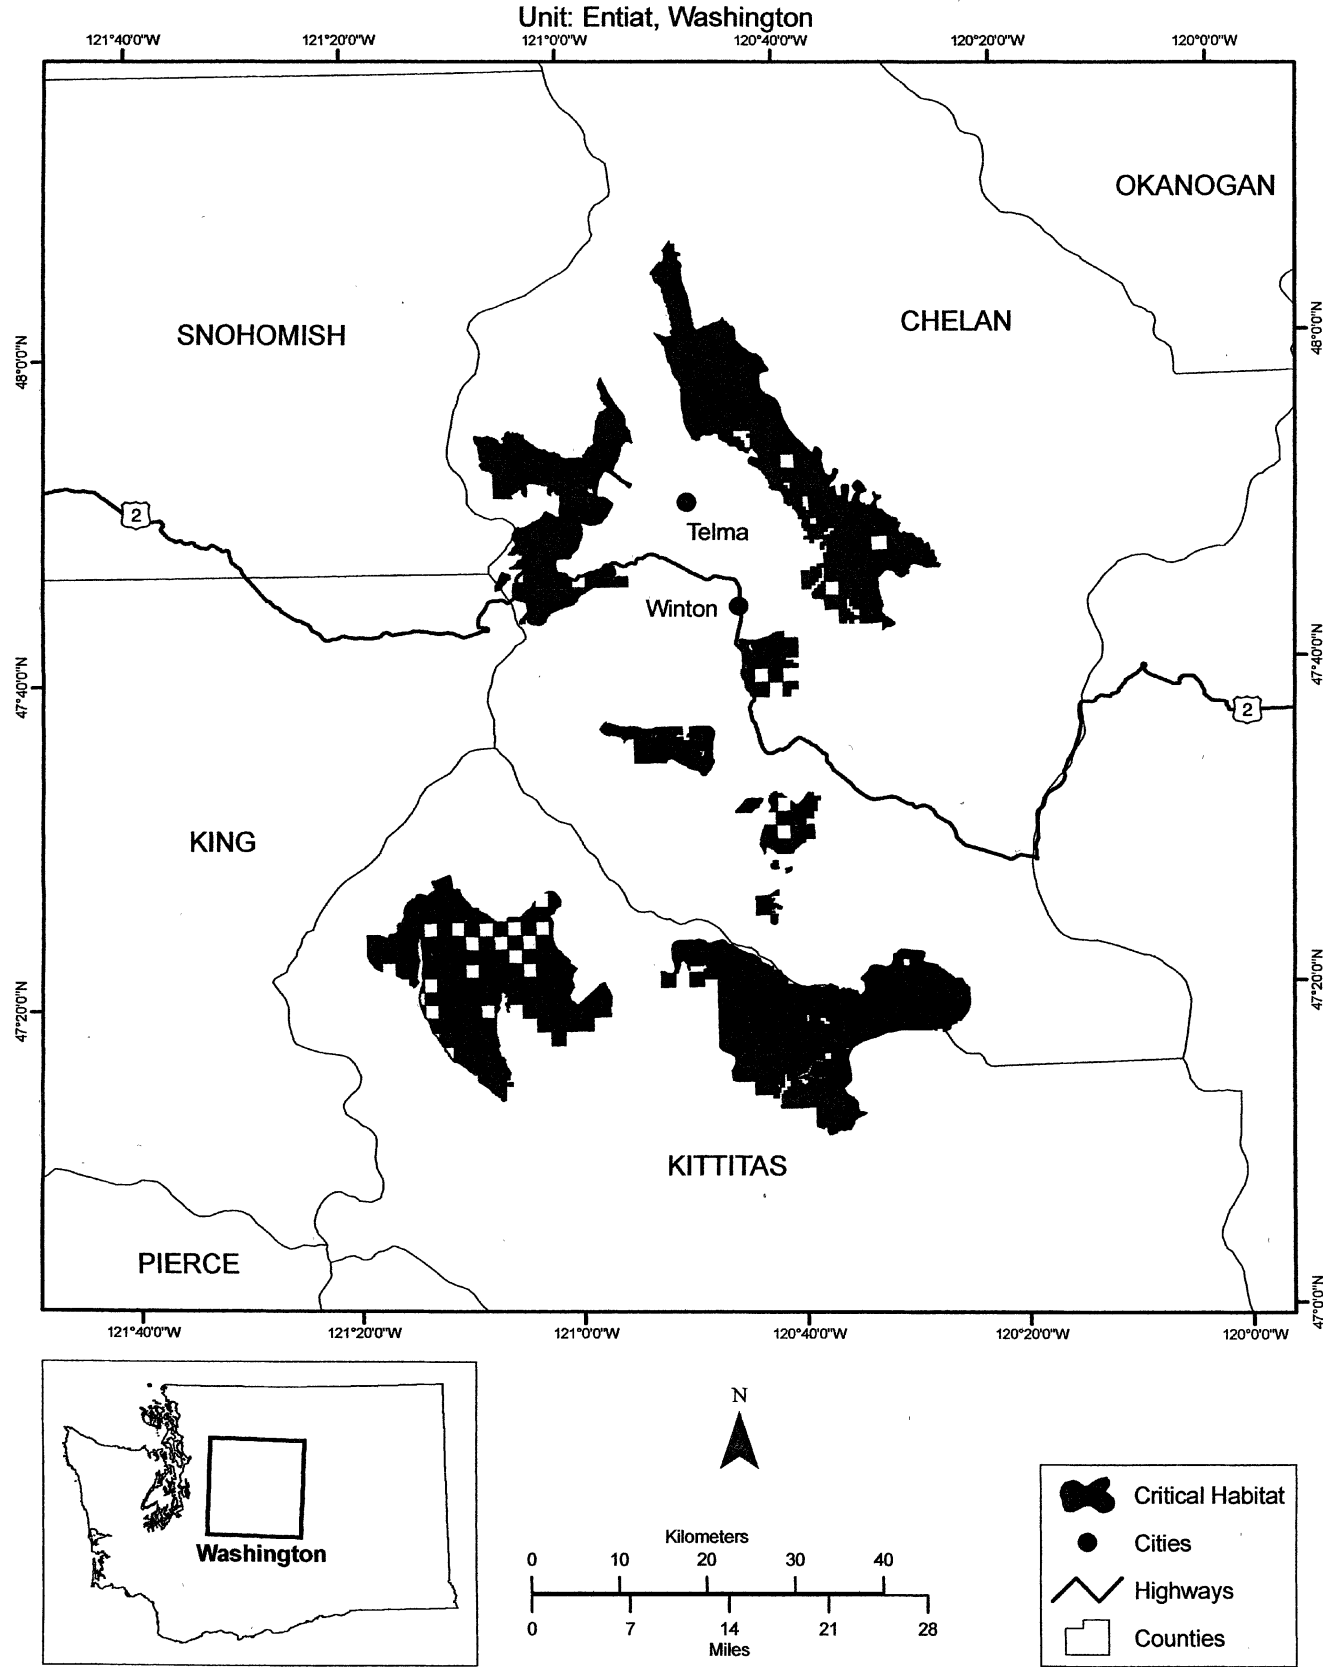 Unit: Entiat, Washington
121°40'0"W 121°20'0"W 121°0'0"W 120°40'0"W 120°20'0"W 120°0'0"W
OKANOGAN
CHELAN
SNOHOMISH
48°0'0"N
48°0'0"N
2
Telma
Winton
47°40'0"N
47°40'0"N
2
KING
47°20'0"N
47°20'0"N
KITTITAS
PIERCE
47°0'0"N
121°40'0"W 121°20'0"W 121°0'0"W 120°40'0"W 120°20'0"W 120°0'0"W
N
Washington
Kilometers
0 10 20 30 40
0 7 14 21 28
Miles
Critical Habitat
Cities
Highways
Counties